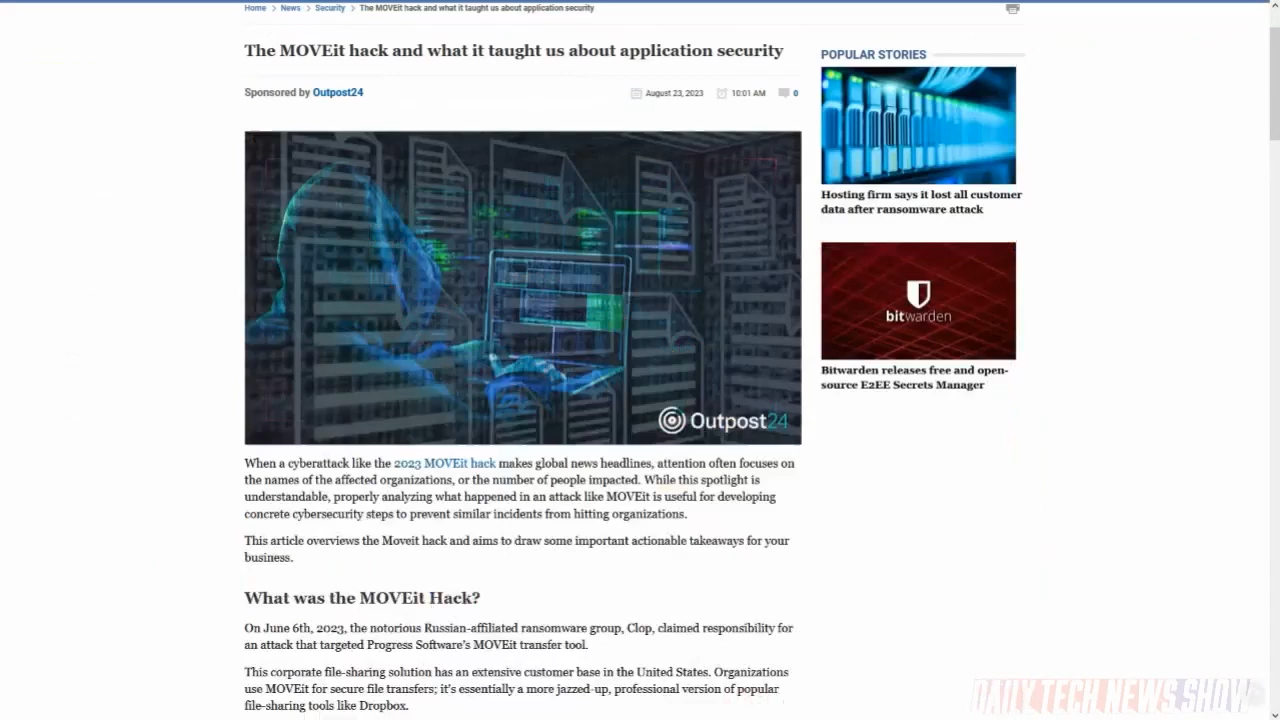 Home > News > Security > The MOVEit hack and what it taught us about application security
The MOVEit hack and what it taught us about application security
Sponsored by Outpost24
August 23, 2023 10:01 AM 0
Outpost24
When a cyberattack like the 2023 MOVEit hack makes global news headlines, attention often focuses on
the names of the affected organizations, or the number of people impacted. While this spotlight is
understandable, properly analyzing what happened in an attack like MOVEit is useful for developing
concrete cybersecurity steps to prevent similar incidents from hitting organizations.
This article overviews the Moveit hack and aims to draw some important actionable takeaways for your
business.
What was the MOVEit Hack?
On June 6th, 2023, the notorious Russian-affiliated ransomware group, Clop, claimed responsibility for
an attack that targeted Progress Software's MOVEit transfer tool.
This corporate file-sharing solution has an extensive customer base in the United States. Organizations
use MOVEit for secure file transfers; it's essentially a more jazzed-up, professional version of popular
file-sharing tools like Dropbox.
POPULAR STORIES
Hosting firm says it lost all customer
data after ransomware attack
bitwarden
Bitwarden releases free and open-
source E2EE Secrets Manager
DAILY TECH NEWS SHOW